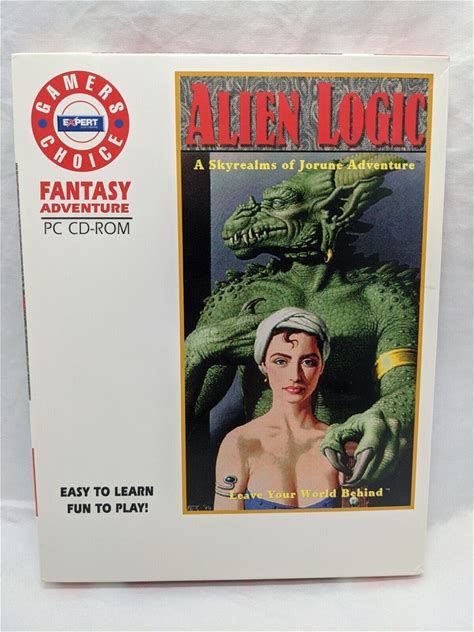 GAMERS
EXPERT
CHOICE
FANTASY
ADVENTURE
PC CD-ROM
ALIEN LOGIC
A Skyrealms of Jorune Adventure™
Leave Your World Behind™
EASY TO LEARN
FUN TO PLAY!